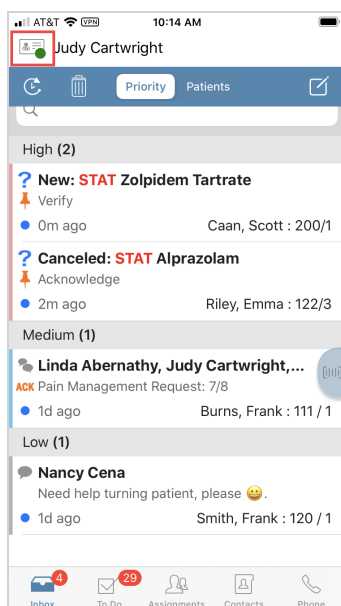 AT&T VPN 10:14 AM
Judy Cartwright
Priority Patients
High (2)
New: STAT Zolpidem Tartrate
Verify
0m ago Caan, Scott : 200/1
Canceled: STAT Alprazolam
Acknowledge
2m ago Riley, Emma : 122/3
Medium (1)
Linda Abernathy, Judy Cartwright,...
ACK Pain Management Request: 7/8
1d ago Burns, Frank : 111 / 1
Low (1)
Nancy Cena
Need help turning patient, please 😀.
1d ago Smith, Frank : 120 / 1
4 29
Inbox To Do Assignments Contacts Phone